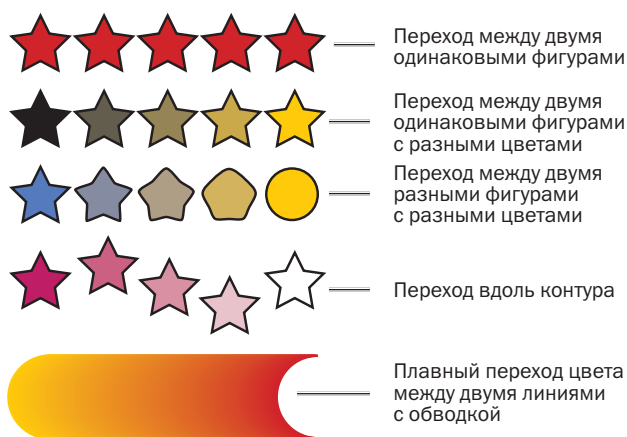 Переход между двумя
одинаковыми фигурами
Переход между двумя
одинаковыми фигурами
с разными цветами
Переход между двумя
разными фигурами
с разными цветами
Переход вдоль контура
Плавный переход цвета
между двумя линиями
с обводкой